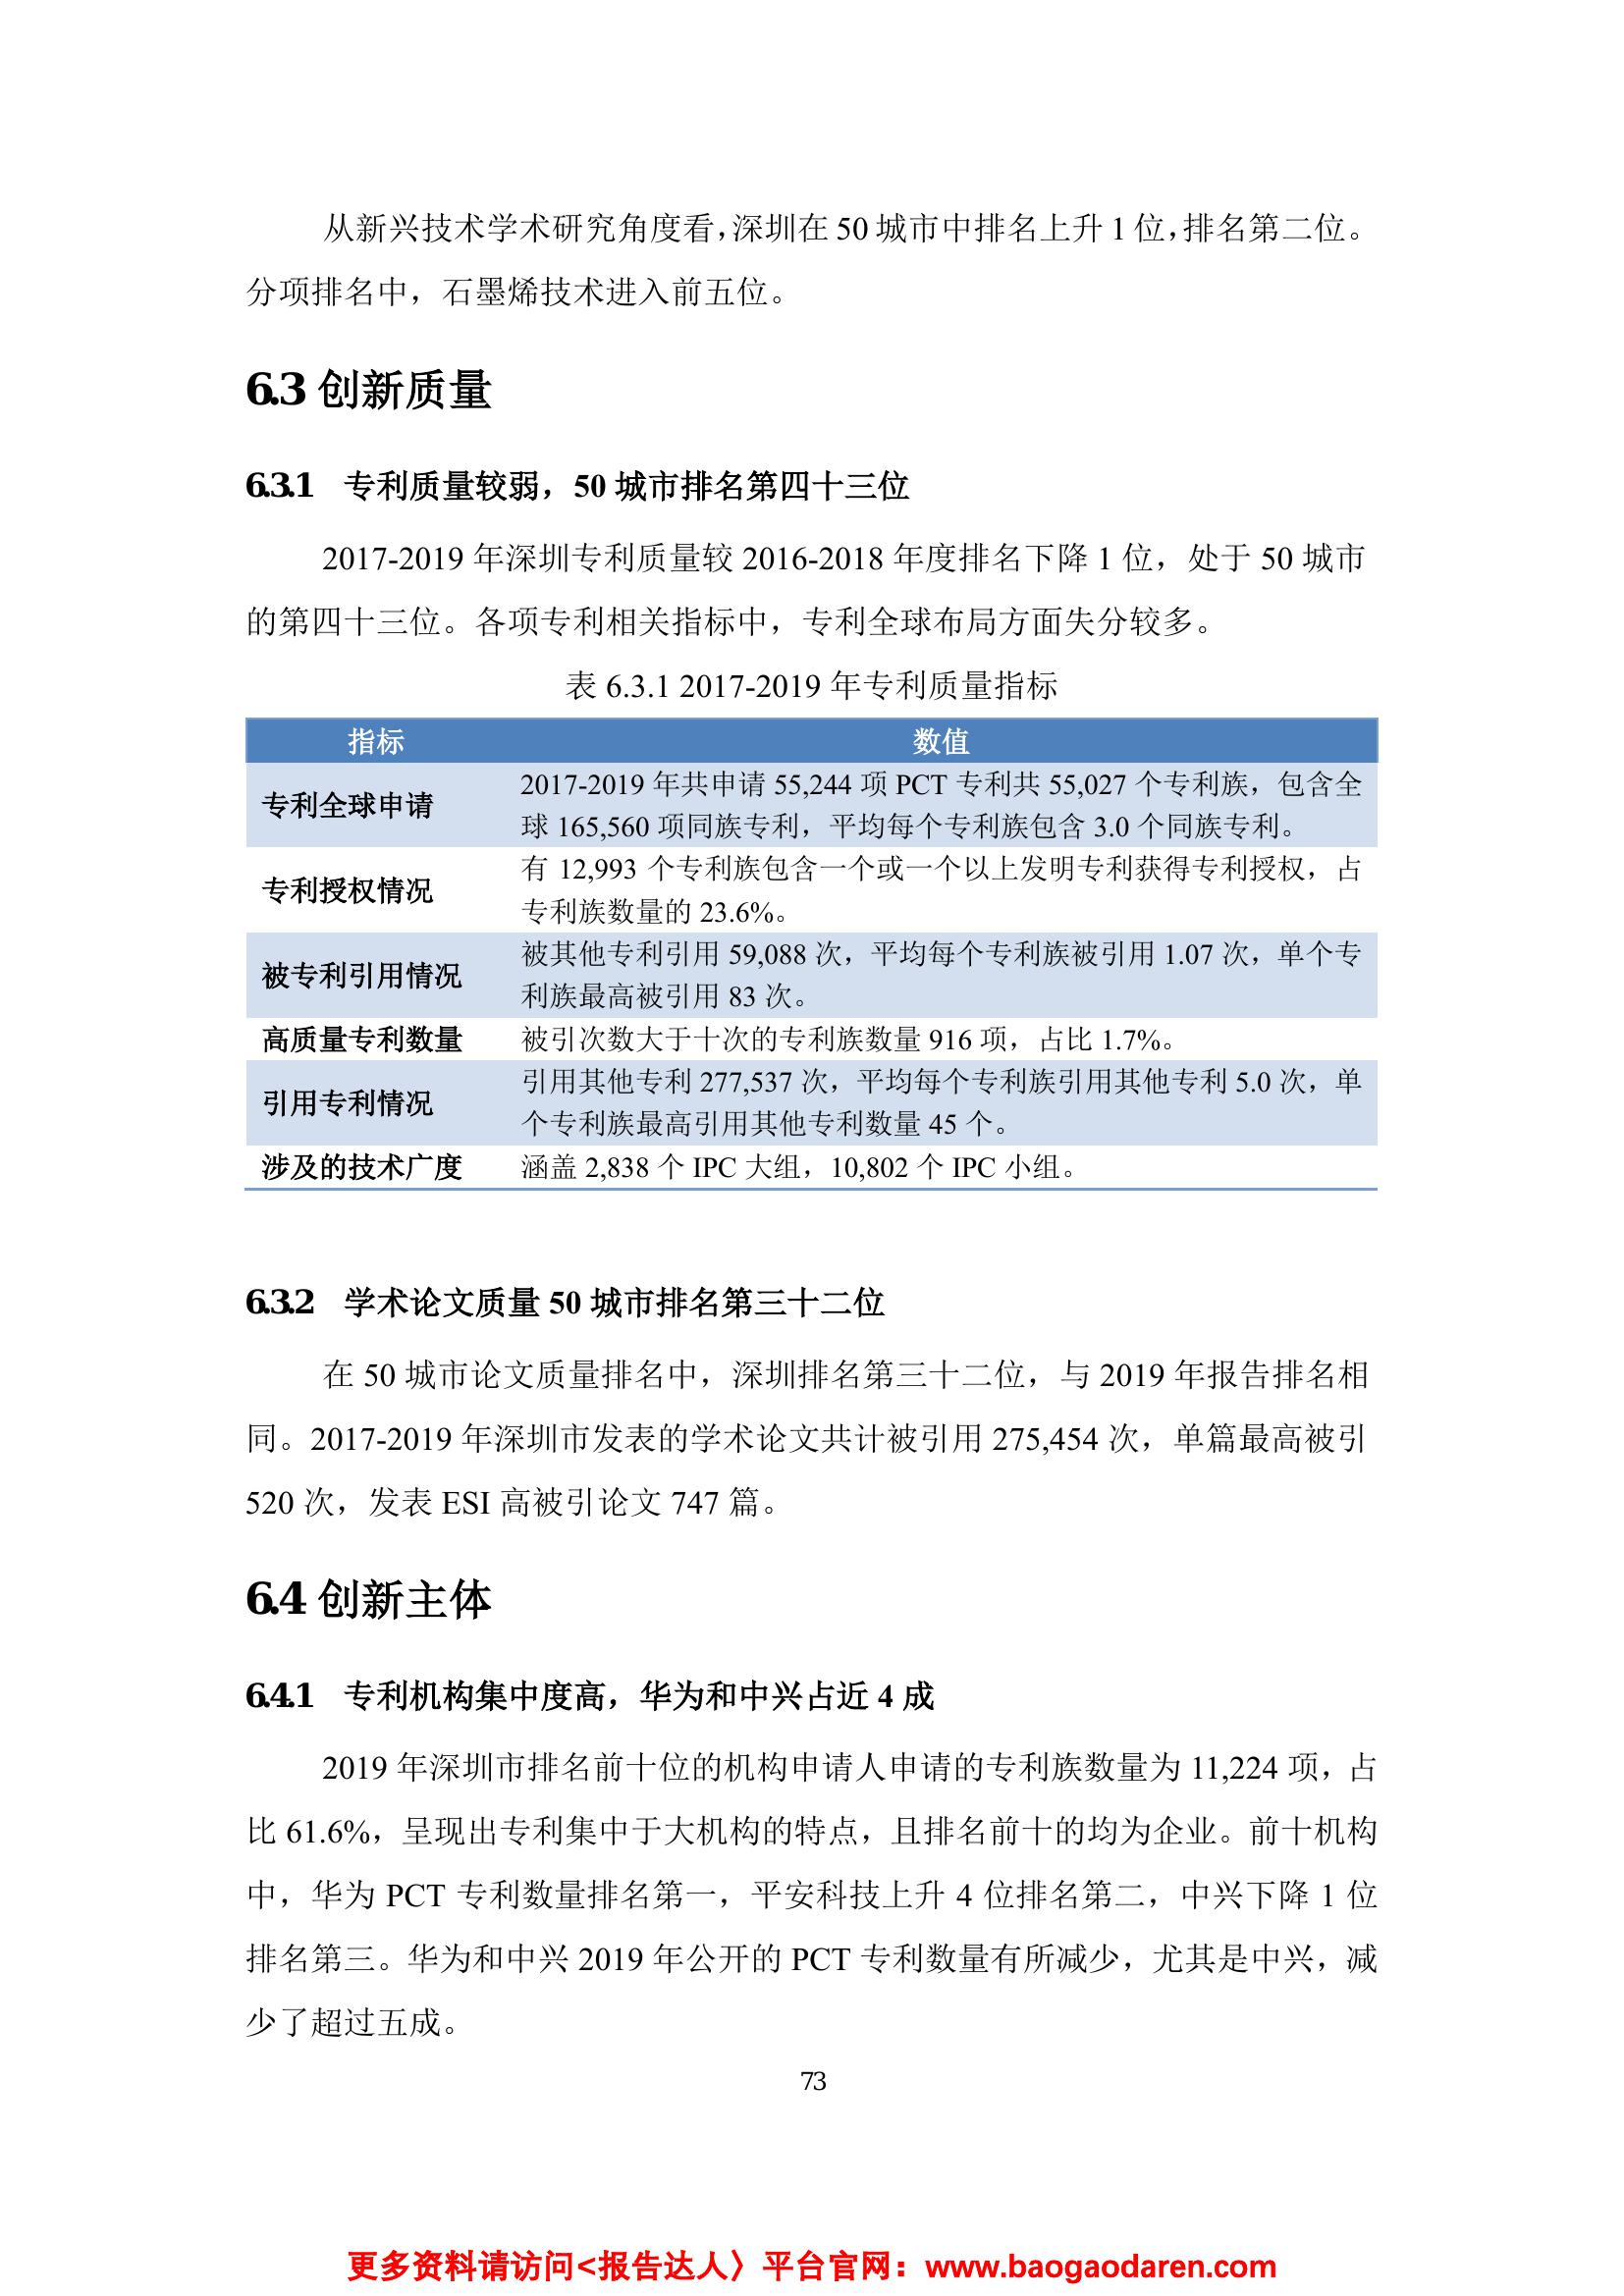 从新兴技术学术研究角度看，深圳在 50 城市中排名上升 1 位，排名第二位。
分项排名中，石墨烯技术进入前五位。
6.3 创新质量
6.3.1 专利质量较弱，50 城市排名第四十三位
2017-2019 年深圳专利质量较 2016-2018 年度排名下降 1 位，处于 50 城市
的第四十三位。各项专利相关指标中，专利全球布局方面失分较多。
表 6.3.1 2017-2019 年专利质量指标
指标 数值
专利全球申请 2017-2019 年共申请 55,244 项 PCT 专利共 55,027 个专利族，包含全
球 165,560 项同族专利，平均每个专利族包含 3.0 个同族专利。
专利授权情况 有 12,993 个专利族包含一个或一个以上发明专利获得专利授权，占
专利族数量的 23.6%。
被专利引用情况 被其他专利引用 59,088 次，平均每个专利族被引用 1.07 次，单个专
利族最高被引用 83 次。
高质量专利数量 被引次数大于十次的专利族数量 916 项，占比 1.7%。
引用专利情况 引用其他专利 277,537 次，平均每个专利族引用其他专利 5.0 次，单
个专利族最高引用其他专利数量 45 个。
涉及的技术广度 涵盖 2,838 个 IPC 大组，10,802 个 IPC 小组。
6.3.2 学术论文质量 50 城市排名第三十二位
在 50 城市论文质量排名中，深圳排名第三十二位，与 2019 年报告排名相
同。2017-2019 年深圳市发表的学术论文共计被引用 275,454 次，单篇最高被引
520 次，发表 ESI 高被引论文 747 篇。
6.4 创新主体
6.4.1 专利机构集中度高，华为和中兴占近 4 成
2019 年深圳市排名前十位的机构申请人申请的专利族数量为 11,224 项，占
比 61.6%，呈现出专利集中于大机构的特点，且排名前十的均为企业。前十机构
中，华为 PCT 专利数量排名第一，平安科技上升 4 位排名第二，中兴下降 1 位
排名第三。华为和中兴 2019 年公开的 PCT 专利数量有所减少，尤其是中兴，减
少了超过五成。
73
更多资料请访问<报告达人〉平台官网：www.baogaodaren.com